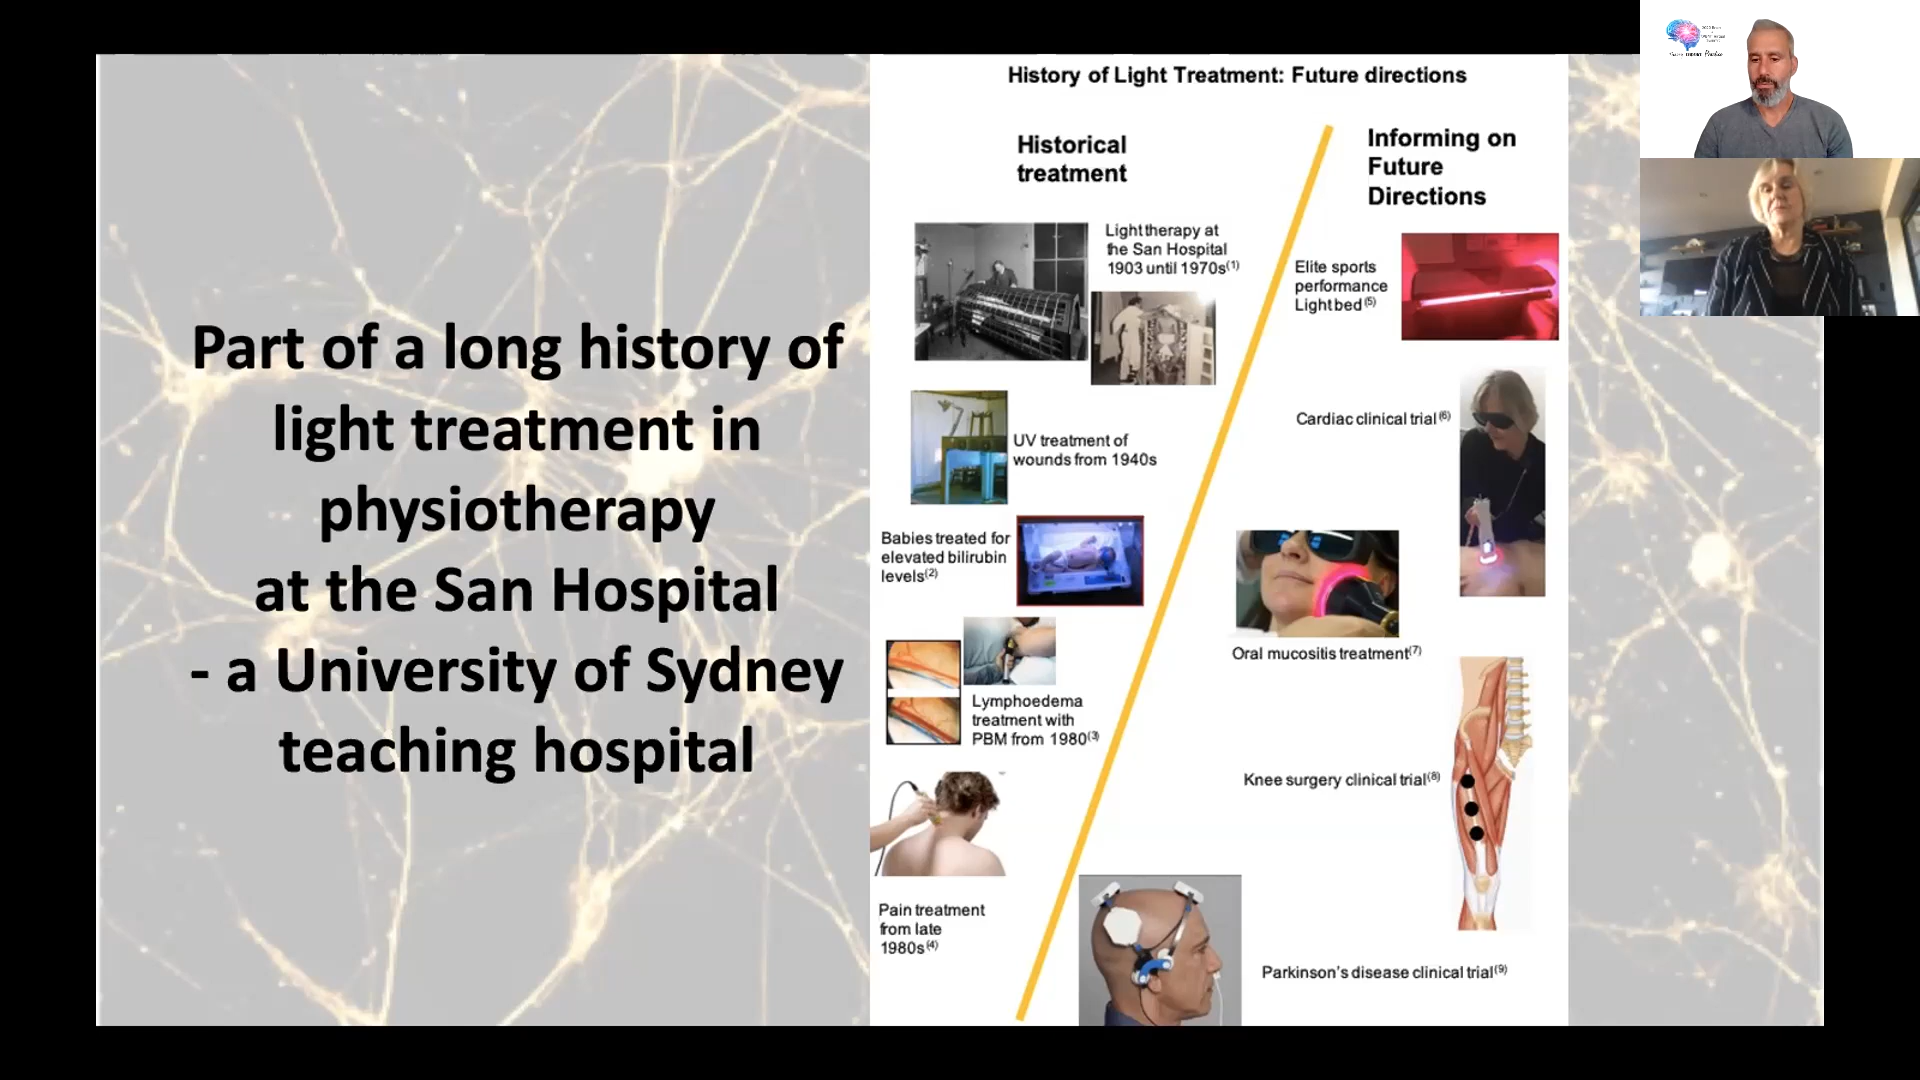 Part of a long history of
light treatment in
physiotherapy
at the San Hospital
- a University of Sydney
teaching hospital
History of Light Treatment: Future directions
Historical
treatment
Light therapy at
the San Hospital
1903 until 1970s(1)
UV treatment of
wounds from 1940s
Babies treated for
elevated bilirubin
levels(2)
Lymphoedema
treatment with
PBM from 1980(3)
Pain treatment
from late
1980s(4)
Informing on
Future
Directions
Elite sports
performance
Light bed(5)
Cardiac clinical trial(6)
Oral mucositis treatment(7)
Knee surgery clinical trial(8)
Parkinson's disease clinical trial(9)